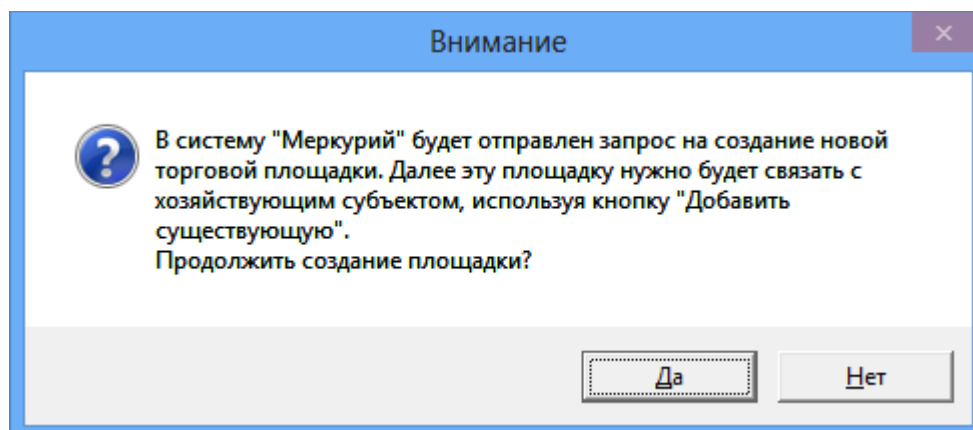 Внимание
В систему "Меркурий" будет отправлен запрос на создание новой
торговой площадки. Далее эту площадку нужно будет связать с
хозяйствующим субъектом, используя кнопку "Добавить
существующую".
Продолжить создание площадки?
Да
Нет